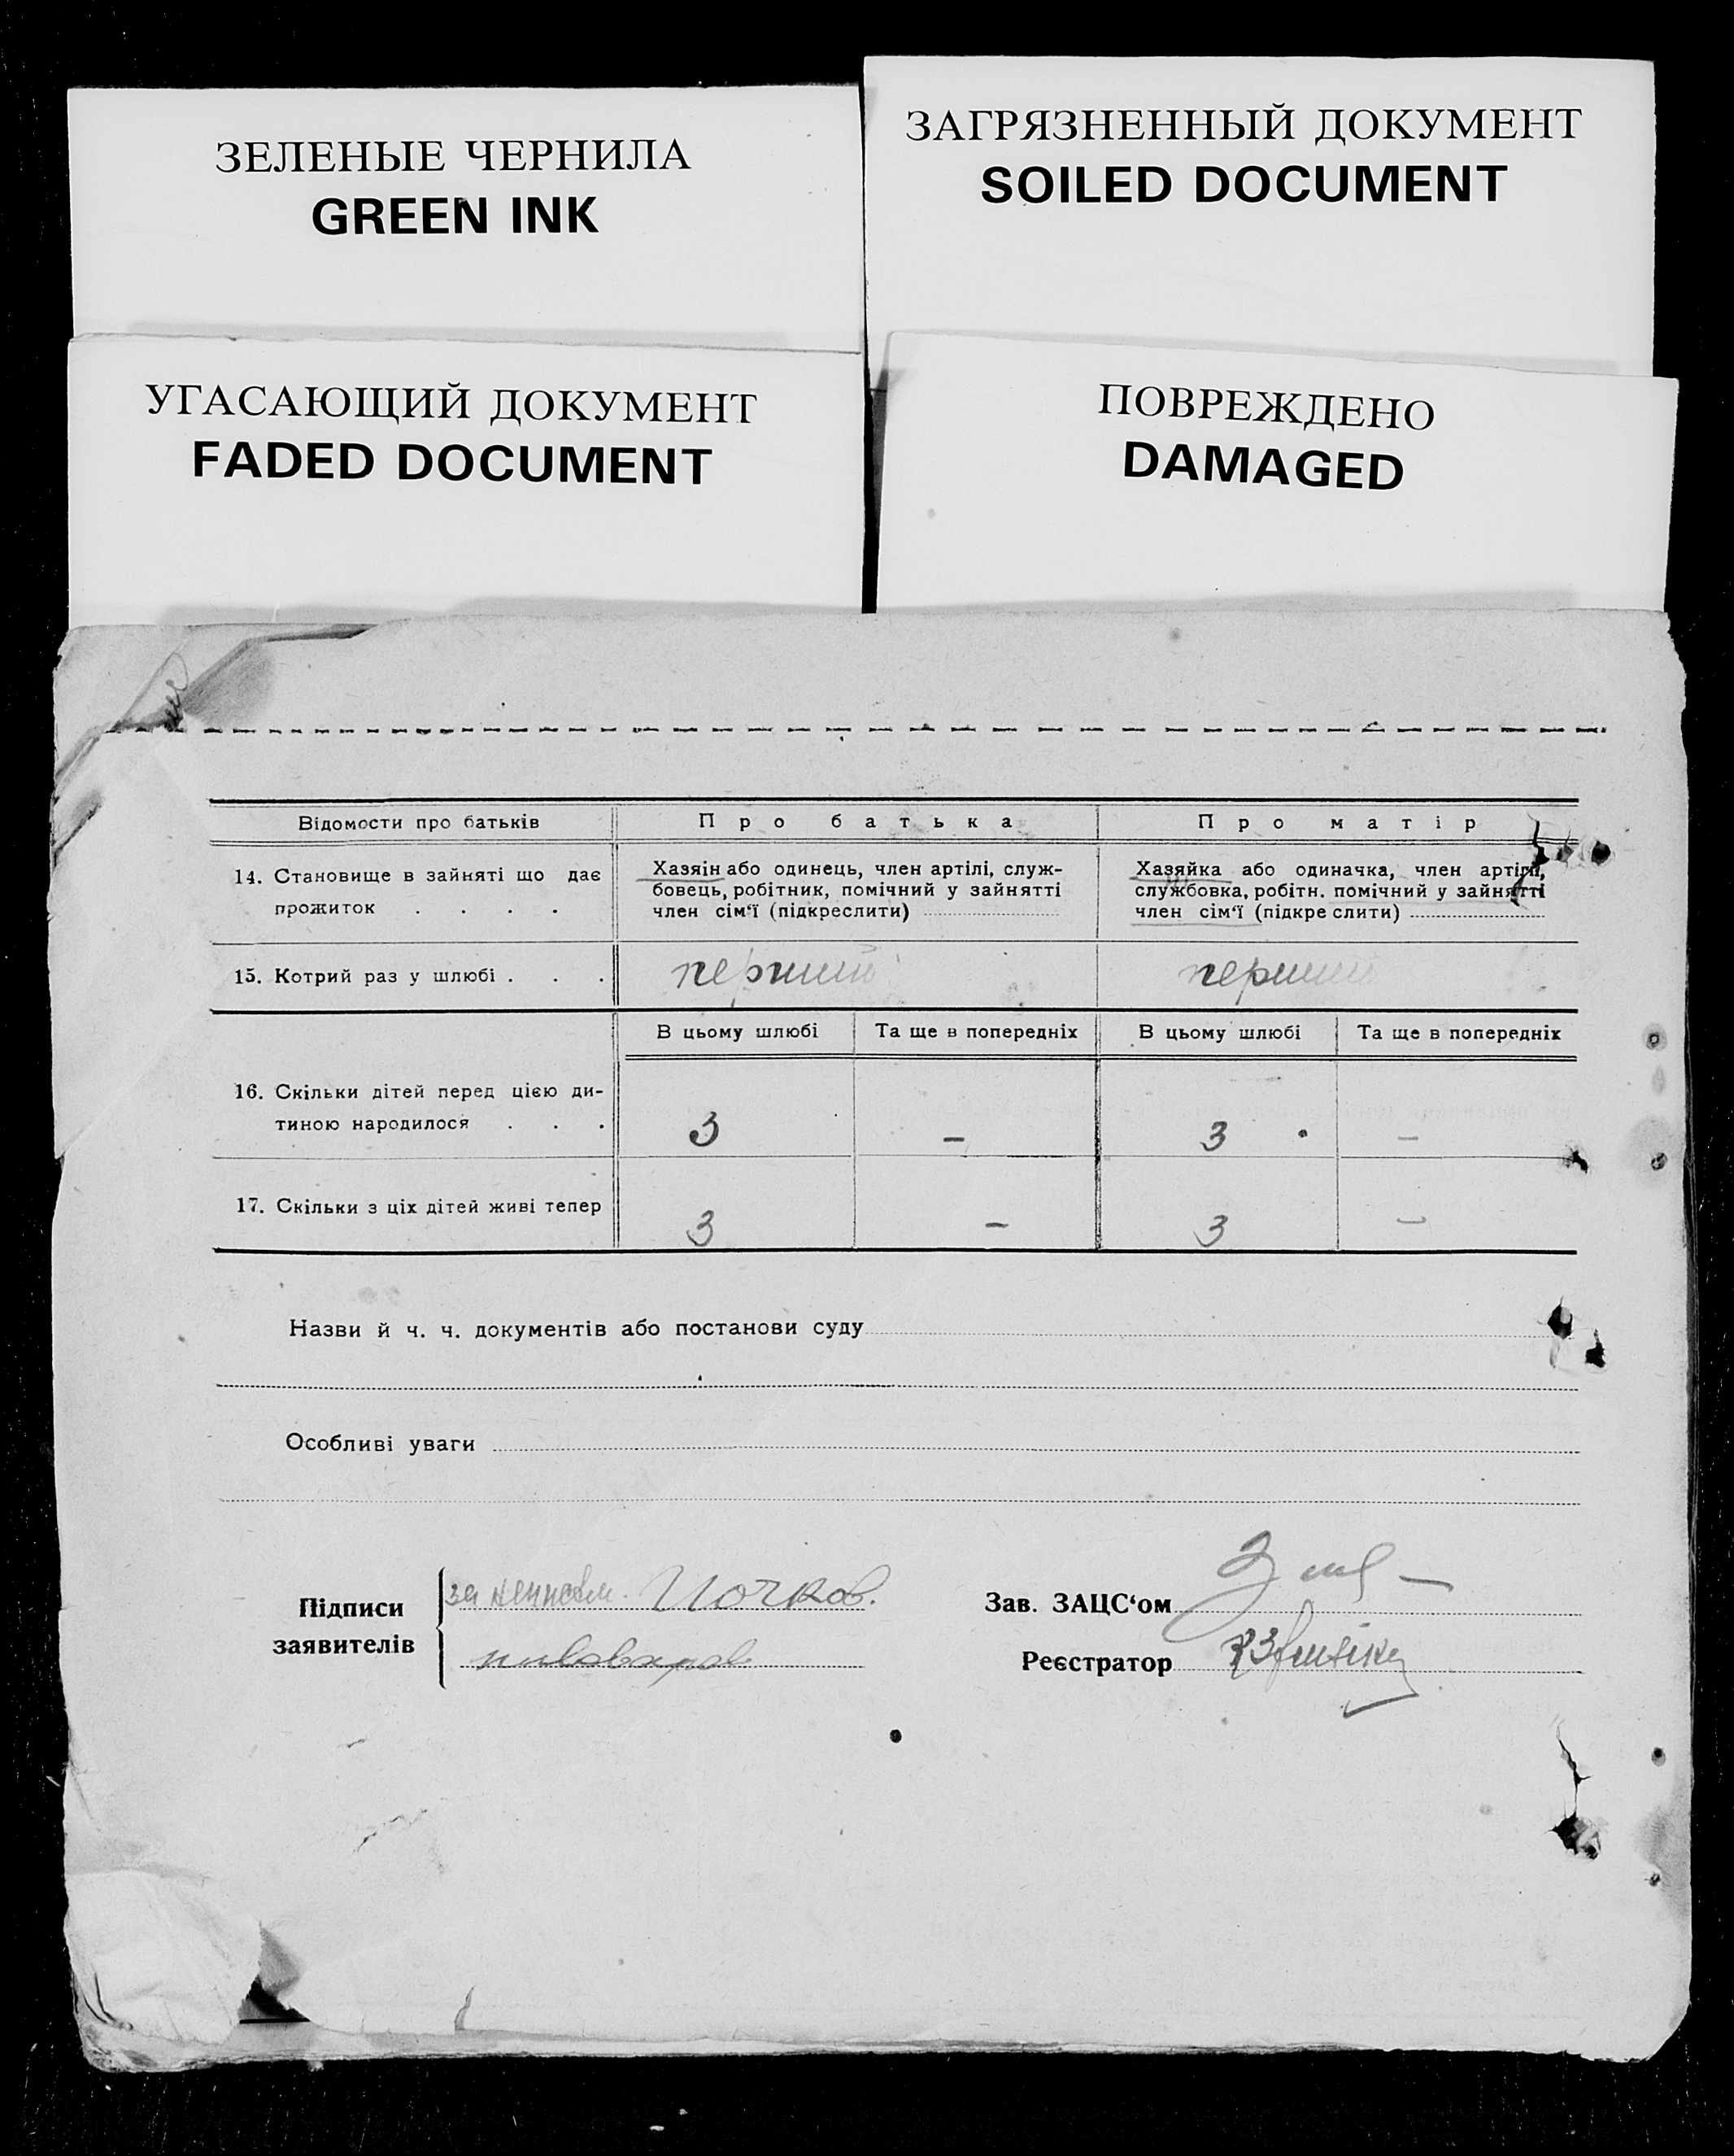 ЗЕЛЕНЫЕ ЧЕРНИЛА
GREEN INK
ЗАГРЯЗНЕННЫЙ ДОКУМЕНТ
SOILED DOCUMENT
УГАСАЮЩИЙ ДОКУМЕНТ
FADED DOCUMENT
ПОВРЕЖДЕНО
DAMAGED
Відомости про батьків
Про батька
Про матір
14. Становище в зайняті що дає
прожиток . . . .
Хазяін або одинець, член артілі, служ-
бовець, робітник, помічний у зайнятті
член сім‘ї (підкреслити)
Хазяйка або одиначка, член артілі,
службовка, робітн. помічний у зайнятті
член сім‘ї (підкре слити)
15. Котрий раз у шлюбі . . .
перший
перший
В цьому шлюбі
Та ще в попередніх
В цьому шлюбі
Та ще в попередніх
16. Скільки дітей перед цією ди-
тиною народилося . . .
3
–
3
–
17. Скільки з ціх дітей живі тепер
3
–
3
–
Назви й ч. ч. документів або постанови суду
Особливі уваги
Підписи
заявителів
за
Зав. ЗАЦС‘ом
Реєстратор